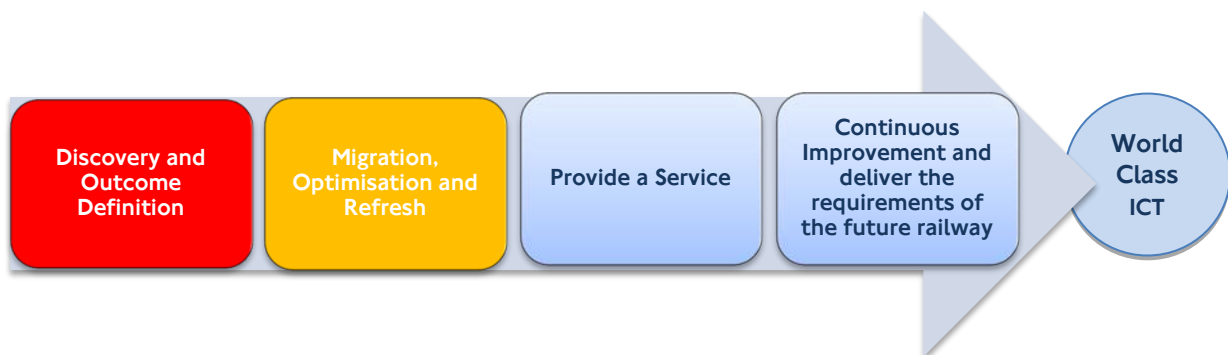 Discovery and
Outcome
Definition
Migration,
Optimisation and
Refresh
Provide a Service
Continuous
Improvement and
deliver the
requirements of
the future railway
World
Class
ICT